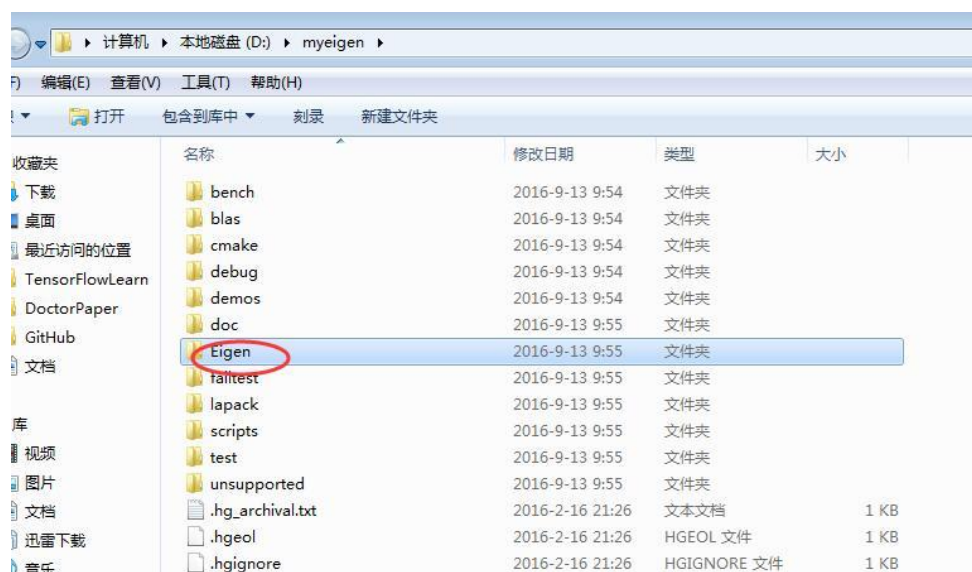 计算机 本地磁盘 (D:) myeigen
编辑(E) 查看(V) 工具(T) 帮助(H)
打开 包含到库中 刻录 新建文件夹
收藏夹
下载
桌面
最近访问的位置
TensorFlowLearn
DoctorPaper
GitHub
文档
库
视频
图片
文档
迅雷下载
音乐
名称 修改日期 类型 大小
bench 2016-9-13 9:54 文件夹
blas 2016-9-13 9:54 文件夹
cmake 2016-9-13 9:54 文件夹
debug 2016-9-13 9:54 文件夹
demos 2016-9-13 9:54 文件夹
doc 2016-9-13 9:55 文件夹
Eigen 2016-9-13 9:55 文件夹
failtest 2016-9-13 9:55 文件夹
lapack 2016-9-13 9:55 文件夹
scripts 2016-9-13 9:55 文件夹
test 2016-9-13 9:55 文件夹
unsupported 2016-9-13 9:55 文件夹
.hg_archival.txt 2016-2-16 21:26 文本文档 1 KB
.hgeol 2016-2-16 21:26 HGEOL 文件 1 KB
.hgignore 2016-2-16 21:26 HGIGNORE 文件 1 KB